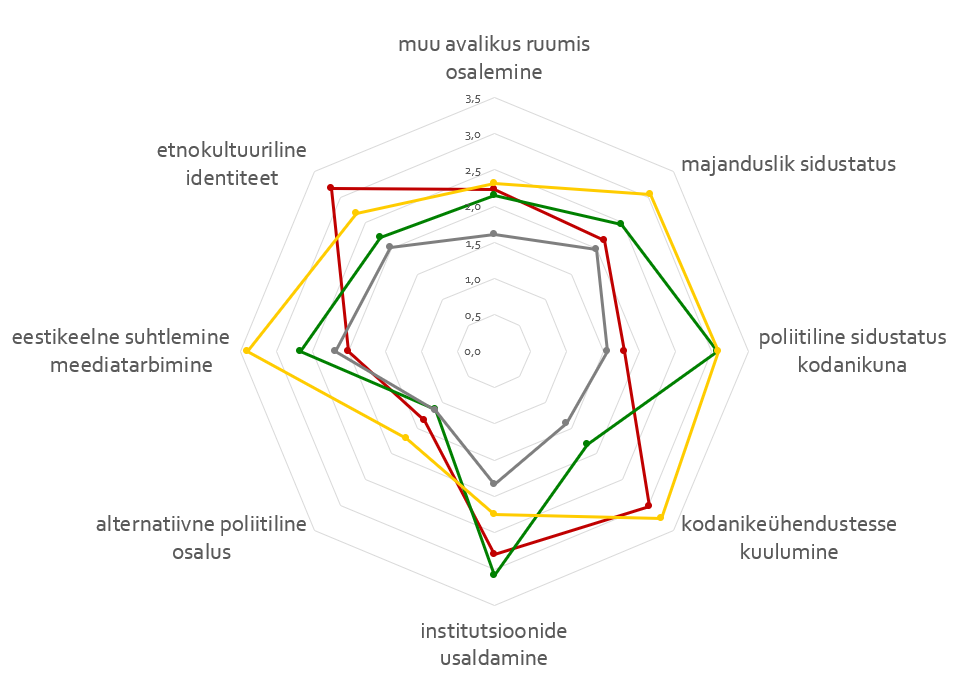 muu avalikus ruumis
osalemine
3,5
3,0
2,5
2,0
1,5
1,0
0,5
0,0
majanduslik sidustatus
poliitiline sidustatus
kodanikuna
kodanikeühendustesse
kuulumine
institutsioonide
usaldamine
alternatiivne poliitiline
osalus
eestikeelne suhtlemine
meediatarbimine
etnokultuuriline
identiteet